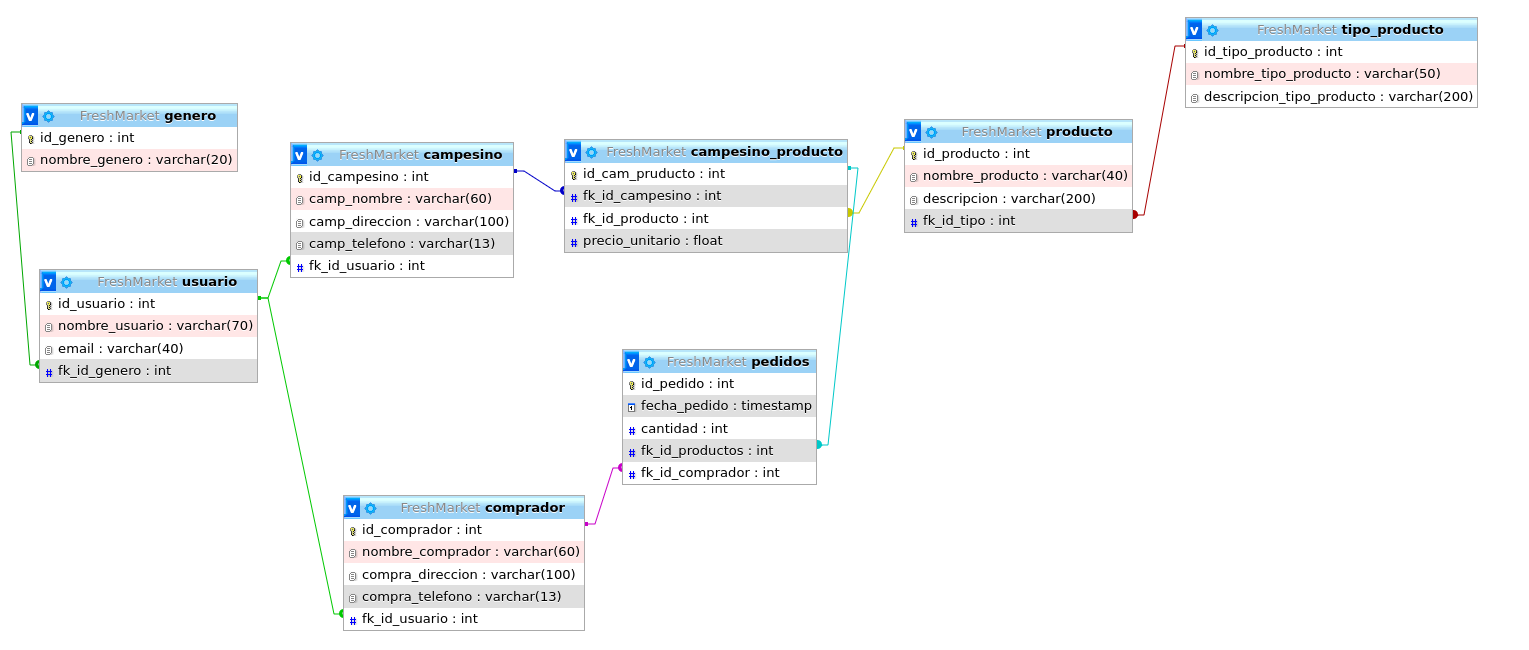 FreshMarket tipo_producto
id_tipo_producto : int
nombre_tipo_producto : varchar(50)
descripcion_tipo_producto : varchar(200)
FreshMarket genero
id_genero : int
nombre_genero : varchar(20)
FreshMarket producto
id_producto : int
nombre_producto : varchar(40)
descripcion : varchar(200)
fk_id_tipo : int
FreshMarket campesino
id_campesino : int
camp_nombre : varchar(60)
camp_direccion : varchar(100)
camp_telefono : varchar(13)
fk_id_usuario : int
FreshMarket campesino_producto
id_cam_pruducto : int
fk_id_campesino : int
fk_id_producto : int
precio_unitario : float
FreshMarket usuario
id_usuario : int
nombre_usuario : varchar(70)
email : varchar(40)
fk_id_genero : int
FreshMarket pedidos
id_pedido : int
fecha_pedido : timestamp
cantidad : int
fk_id_productos : int
fk_id_comprador : int
FreshMarket comprador
id_comprador : int
nombre_comprador : varchar(60)
compra_direccion : varchar(100)
compra_telefono : varchar(13)
fk_id_usuario : int